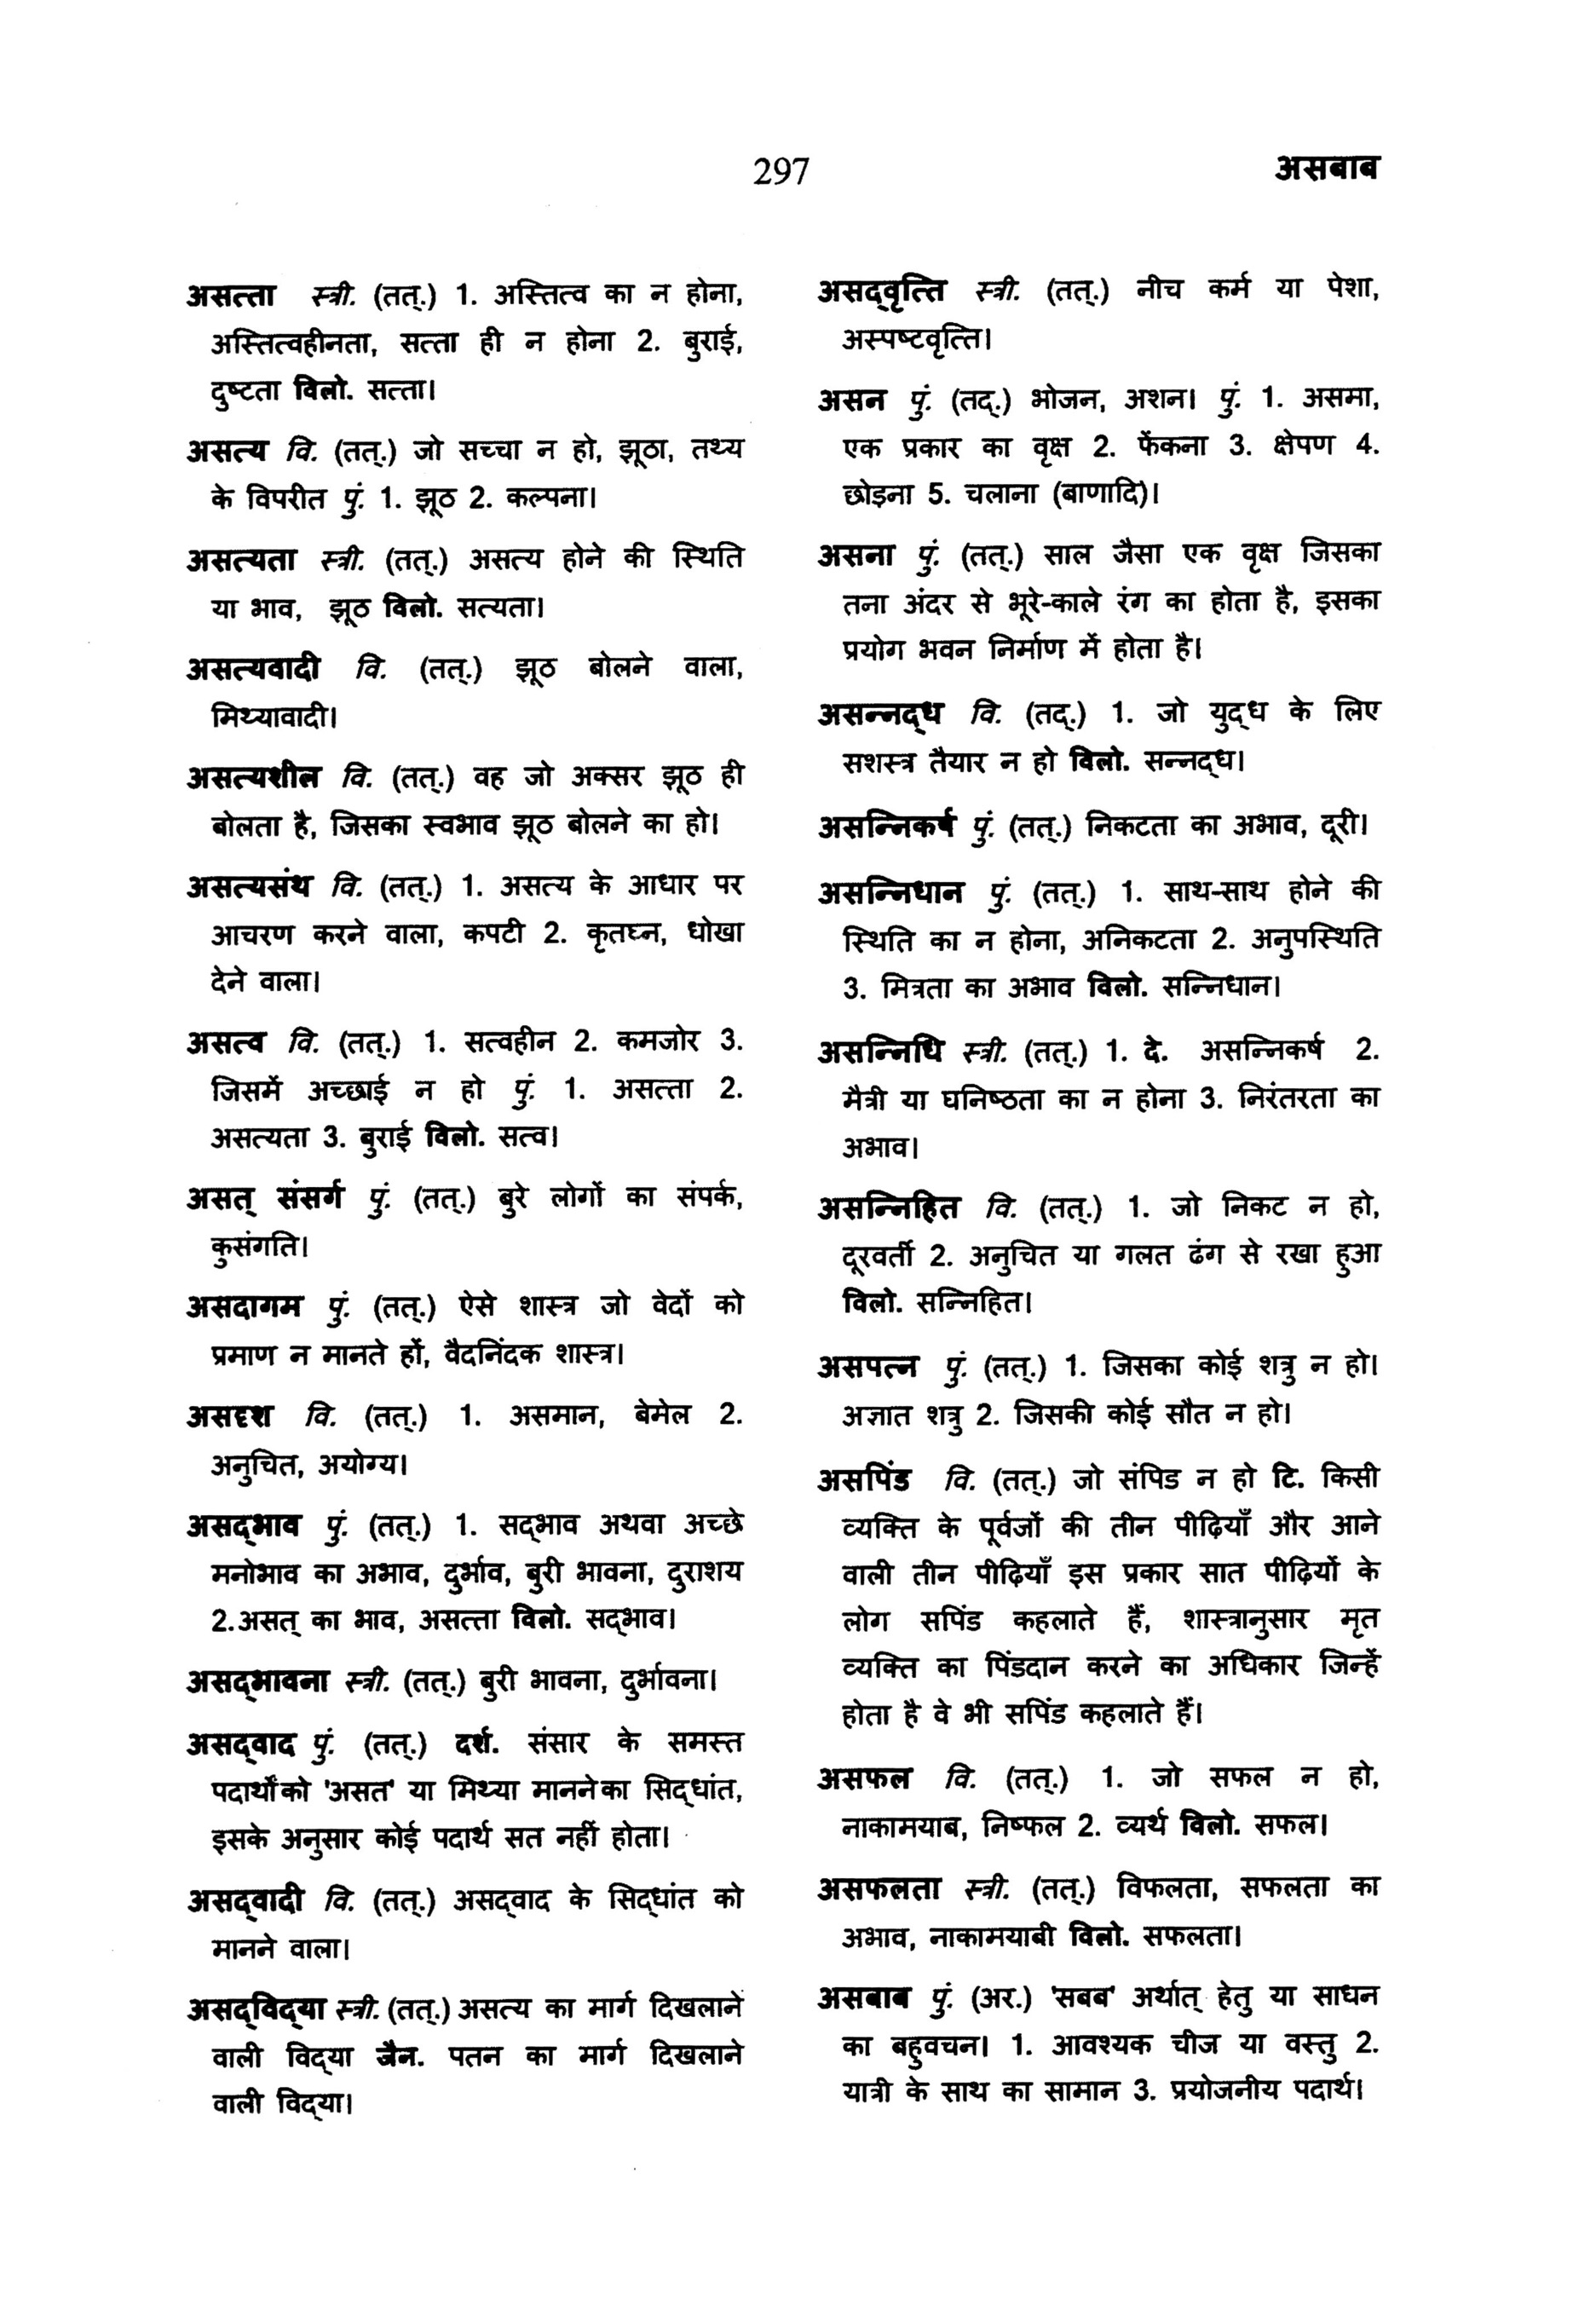 297
असबाब
असत्ता स्त्री. (तत्.) 1. अस्तित्व का न होना,
अस्तित्वहीनता, सत्ता ही न होना 2. बुराई,
दुष्टता विलो. सत्ता।
असत्य वि. (तत्.) जो सच्चा न हो, झूठा, तथ्य
के विपरीत पुं. 1. झूठ 2. कल्पना।
असत्यता स्त्री. (तत्.) असत्य होने की स्थिति
या भाव, झूठ विलो. सत्यता।
असत्यवादी वि. (तत्.) झूठ बोलने वाला,
मिथ्यावादी।
असत्यशील वि. (तत्.) वह जो अक्सर झूठ ही
बोलता है, जिसका स्वभाव झूठ बोलने का हो।
असत्यसंध वि. (तत्.) 1. असत्य के आधार पर
आचरण करने वाला, कपटी 2. कृतघ्न, धोखा
देने वाला।
असत्व वि. (तत्.) 1. सत्वहीन 2. कमजोर 3.
जिसमें अच्छाई न हो पुं. 1. असत्ता 2.
असत्यता 3. बुराई विलो. सत्व।
असत् संसर्ग पुं. (तत्.) बुरे लोगों का संपर्क,
कुसंगति।
असदागम पुं. (तत्.) ऐसे शास्त्र जो वेदों को
प्रमाण न मानते हों, वैदनिंदक शास्त्र।
असदृश वि. (तत्.) 1. असमान, बेमेल 2.
अनुचित, अयोग्य।
असद्भाव पुं. (तत्.) 1. सद्भाव अथवा अच्छे
मनोभाव का अभाव, दुर्भाव, बुरी भावना, दुराशय
2.असत् का भाव, असत्ता विलो. सद्भाव।
असद्भावना स्त्री. (तत्.) बुरी भावना, दुर्भावना।
असद्वाद पुं. (तत्.) दर्श. संसार के समस्त
पदार्थों को 'असत' या मिथ्या मानने का सिद्धांत,
इसके अनुसार कोई पदार्थ सत नहीं होता।
असद्वादी वि. (तत्.) असद्वाद के सिद्धांत को
मानने वाला।
असद्विद्या स्त्री. (तत्.) असत्य का मार्ग दिखलाने
वाली विद्या जैन. पतन का मार्ग दिखलाने
वाली विद्या।
असद्वृत्ति स्त्री. (तत्.) नीच कर्म या पेशा,
अस्पष्टवृत्ति।
असन पुं. (तद्.) भोजन, अशन। पुं. 1. असमा,
एक प्रकार का वृक्ष 2. फेंकना 3. क्षेपण 4.
छोड़ना 5. चलाना (बाणादि)।
असना पुं. (तत्.) साल जैसा एक वृक्ष जिसका
तना अंदर से भूरे-काले रंग का होता है, इसका
प्रयोग भवन निर्माण में होता है।
असन्नद्ध वि. (तद्.) 1. जो युद्ध के लिए
सशस्त्र तैयार न हो विलो. सन्नद्ध।
असन्निकर्ष पुं. (तत्.) निकटता का अभाव, दूरी।
असन्निधान पुं. (तत्.) 1. साथ-साथ होने की
स्थिति का न होना, अनिकटता 2. अनुपस्थिति
3. मित्रता का अभाव विलो. सन्निधान।
असन्निधि स्त्री. (तत्.) 1. दे. असन्निकर्ष 2.
मैत्री या घनिष्ठता का न होना 3. निरंतरता का
अभाव।
असन्निहित वि. (तत्.) 1. जो निकट न हो,
दूरवर्ती 2. अनुचित या गलत ढंग से रखा हुआ
विलो. सन्निहित।
असपत्न पुं. (तत्.) 1. जिसका कोई शत्रु न हो।
अज्ञात शत्रु 2. जिसकी कोई सौत न हो।
असपिंड वि. (तत्.) जो संपिड न हो टि. किसी
व्यक्ति के पूर्वजों की तीन पीढ़ियाँ और आने
वाली तीन पीढ़ियाँ इस प्रकार सात पीढ़ियों के
लोग सपिंड कहलाते हैं, शास्त्रानुसार मृत
व्यक्ति का पिंडदान करने का अधिकार जिन्हें
होता है वे भी सपिंड कहलाते हैं।
असफल वि. (तत्.) 1. जो सफल न हो,
नाकामयाब, निष्फल 2. व्यर्थ विलो. सफल।
असफलता स्त्री. (तत्.) विफलता, सफलता का
अभाव, नाकामयाबी विलो. सफलता।
असबाब पुं. (अर.) 'सबब' अर्थात् हेतु या साधन
का बहुवचन। 1. आवश्यक चीज या वस्तु 2.
यात्री के साथ का सामान 3. प्रयोजनीय पदार्थ।